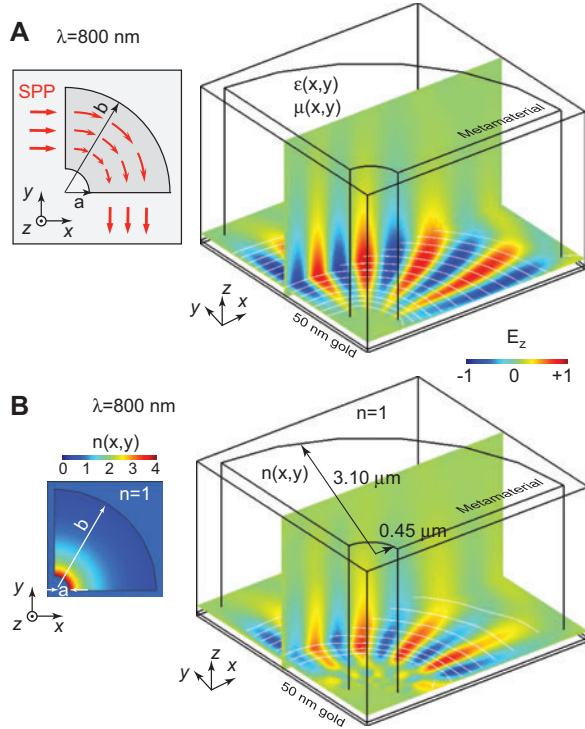 A
λ=800 nm
SPP
b
a
y
z
x
ε(x,y)
μ(x,y)
Metamaterial
z
y
x
50 nm gold
E_z
-1 0 +1
B
λ=800 nm
n(x,y)
0 1 2 3 4
n=1
b
a
y
z
x
n=1
n(x,y)
3.10 μm
Metamaterial
0.45 μm
z
y
x
50 nm gold